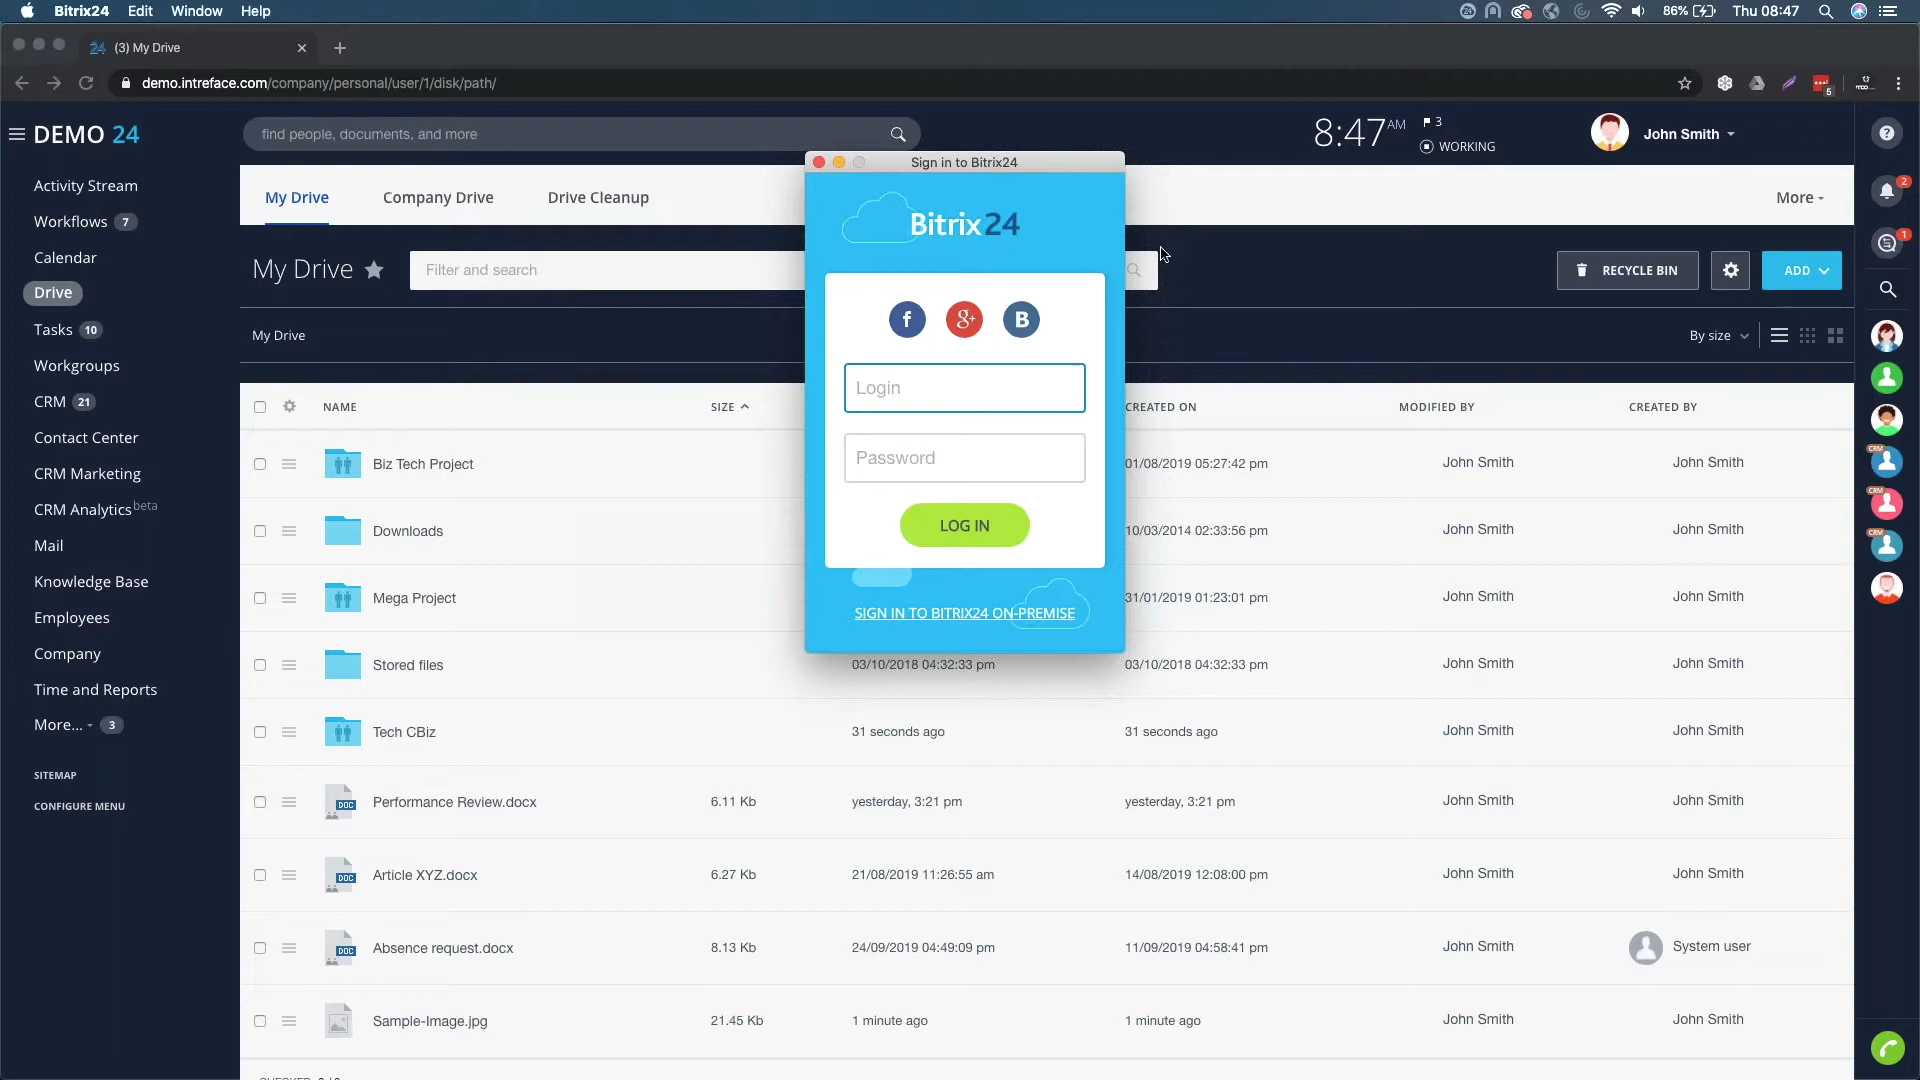 Bitrix24 Edit Window Help
86% Thu 08:47
(3) My Drive
demo.intreface.com/company/personal/user/1/disk/path/
5
DEMO 24
find people, documents, and more
8:47 AM
3
WORKING
John Smith
Activity Stream
Workflows 7
Calendar
Drive
Tasks 10
Workgroups
CRM 21
Contact Center
CRM Marketing
CRM Analytics beta
Mail
Knowledge Base
Employees
Company
Time and Reports
More... 3
SITEMAP
CONFIGURE MENU
My Drive Company Drive Drive Cleanup
More
My Drive
Filter and search
RECYCLE BIN
ADD
My Drive
By size
NAME SIZE CREATED ON MODIFIED BY CREATED BY
Biz Tech Project 01/08/2019 05:27:42 pm John Smith John Smith
Downloads 10/03/2014 02:33:56 pm John Smith John Smith
Mega Project 31/01/2019 01:23:01 pm John Smith John Smith
Stored files 03/10/2018 04:32:33 pm 03/10/2018 04:32:33 pm John Smith John Smith
Tech CBiz 31 seconds ago 31 seconds ago John Smith John Smith
DOC Performance Review.docx 6.11 Kb yesterday, 3:21 pm yesterday, 3:21 pm John Smith John Smith
DOC Article XYZ.docx 6.27 Kb 21/08/2019 11:26:55 am 14/08/2019 12:08:00 pm John Smith John Smith
DOC Absence request.docx 8.13 Kb 24/09/2019 04:49:09 pm 11/09/2019 04:58:41 pm John Smith System user
Sample-Image.jpg 21.45 Kb 1 minute ago 1 minute ago John Smith John Smith
Sign in to Bitrix24
Bitrix24
f g+ B
Login
Password
LOG IN
SIGN IN TO BITRIX24 ON-PREMISE
2
1
CRM
CRM
CRM